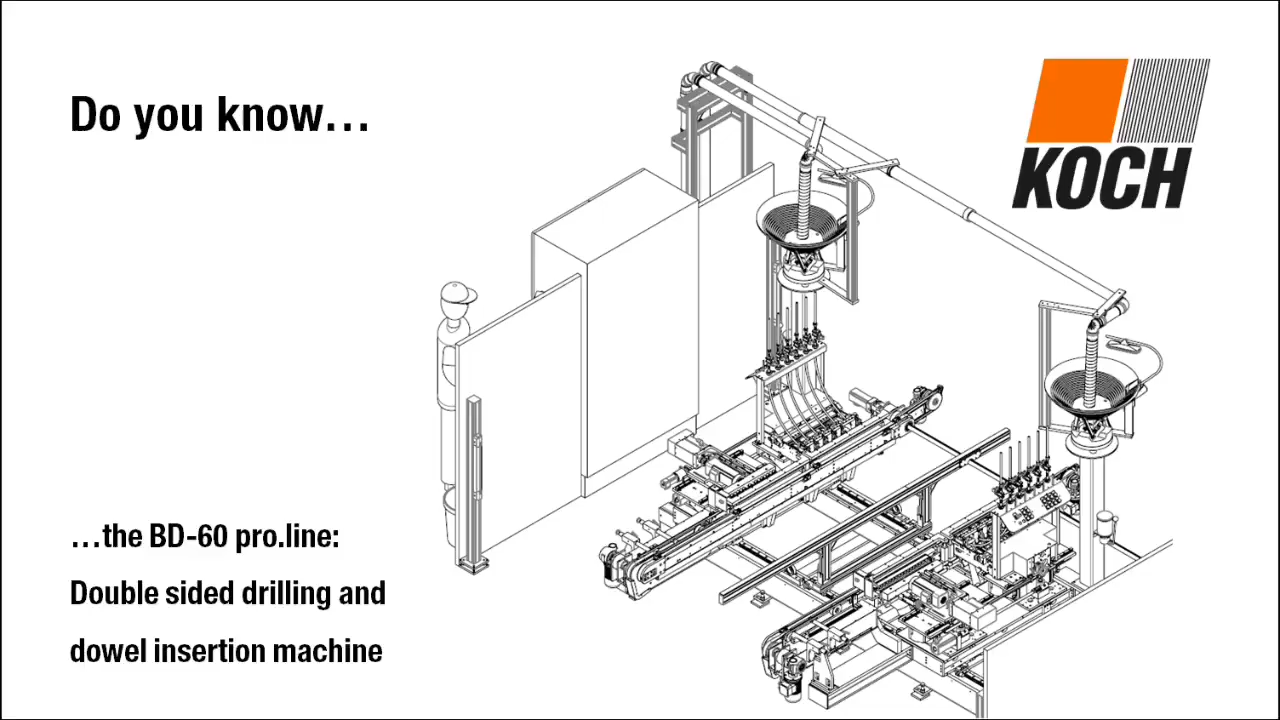 Do you know…
KOCH
…the BD-60 pro.line:
Double sided drilling and
dowel insertion machine